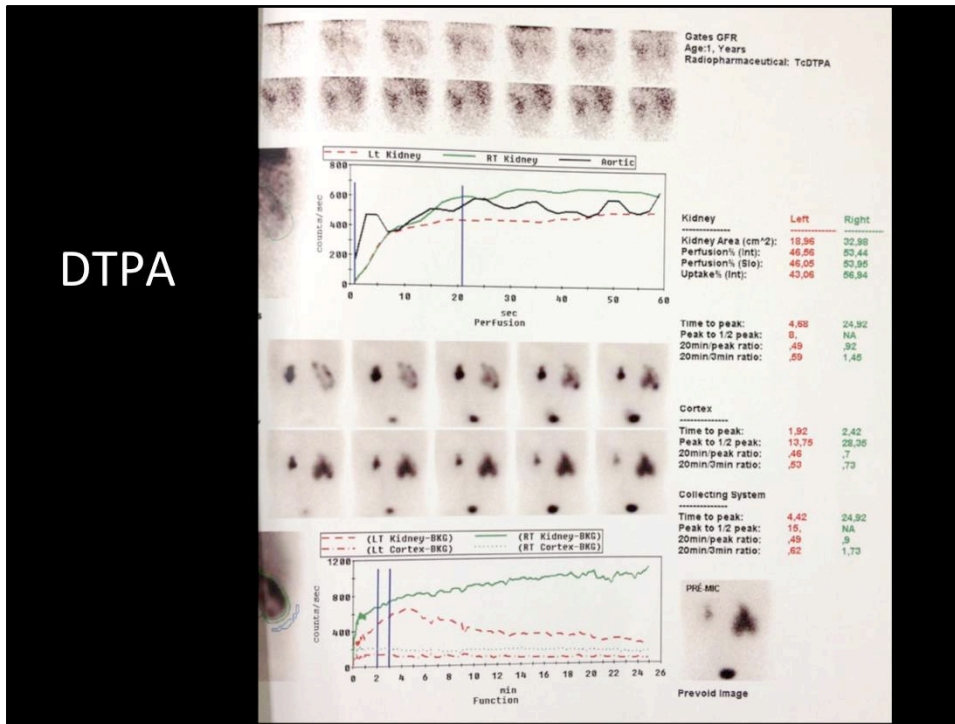 DTPA
Gates GFR
Age:1, Years
Radiopharmaceutical: TcDTPA
Lt Kidney RT Kidney Aortic
counts/sec
800
600
400
200
0
0 10 20 30 40 50 60
sec
Perfusion
Kidney Left Right
Kidney Area (cm^2): 18,96 32,98
Perfusion% (Int): 46,56 53,44
Perfusion% (Slo): 46,05 53,95
Uptake% (Int): 43,06 56,94
Time to peak: 4,68 24,92
Peak to 1/2 peak: 8, NA
20min/peak ratio: ,49 ,92
20min/3min ratio: ,59 1,45
Cortex
Time to peak: 1,92 2,42
Peak to 1/2 peak: 13,75 28,35
20min/peak ratio: ,46 ,7
20min/3min ratio: ,53 ,73
Collecting System
Time to peak: 4,42 24,92
Peak to 1/2 peak: 15, NA
20min/peak ratio: ,49 ,9
20min/3min ratio: ,62 1,73
(LT Kidney-BKG) (RT Kidney-BKG)
(Lt Cortex-BKG) (RT Cortex-BKG)
counts/sec
1200
800
400
0
0 2 4 6 8 10 12 14 16 18 20 22 24 26
min
Function
PRÉ-MIC
Prevoid Image